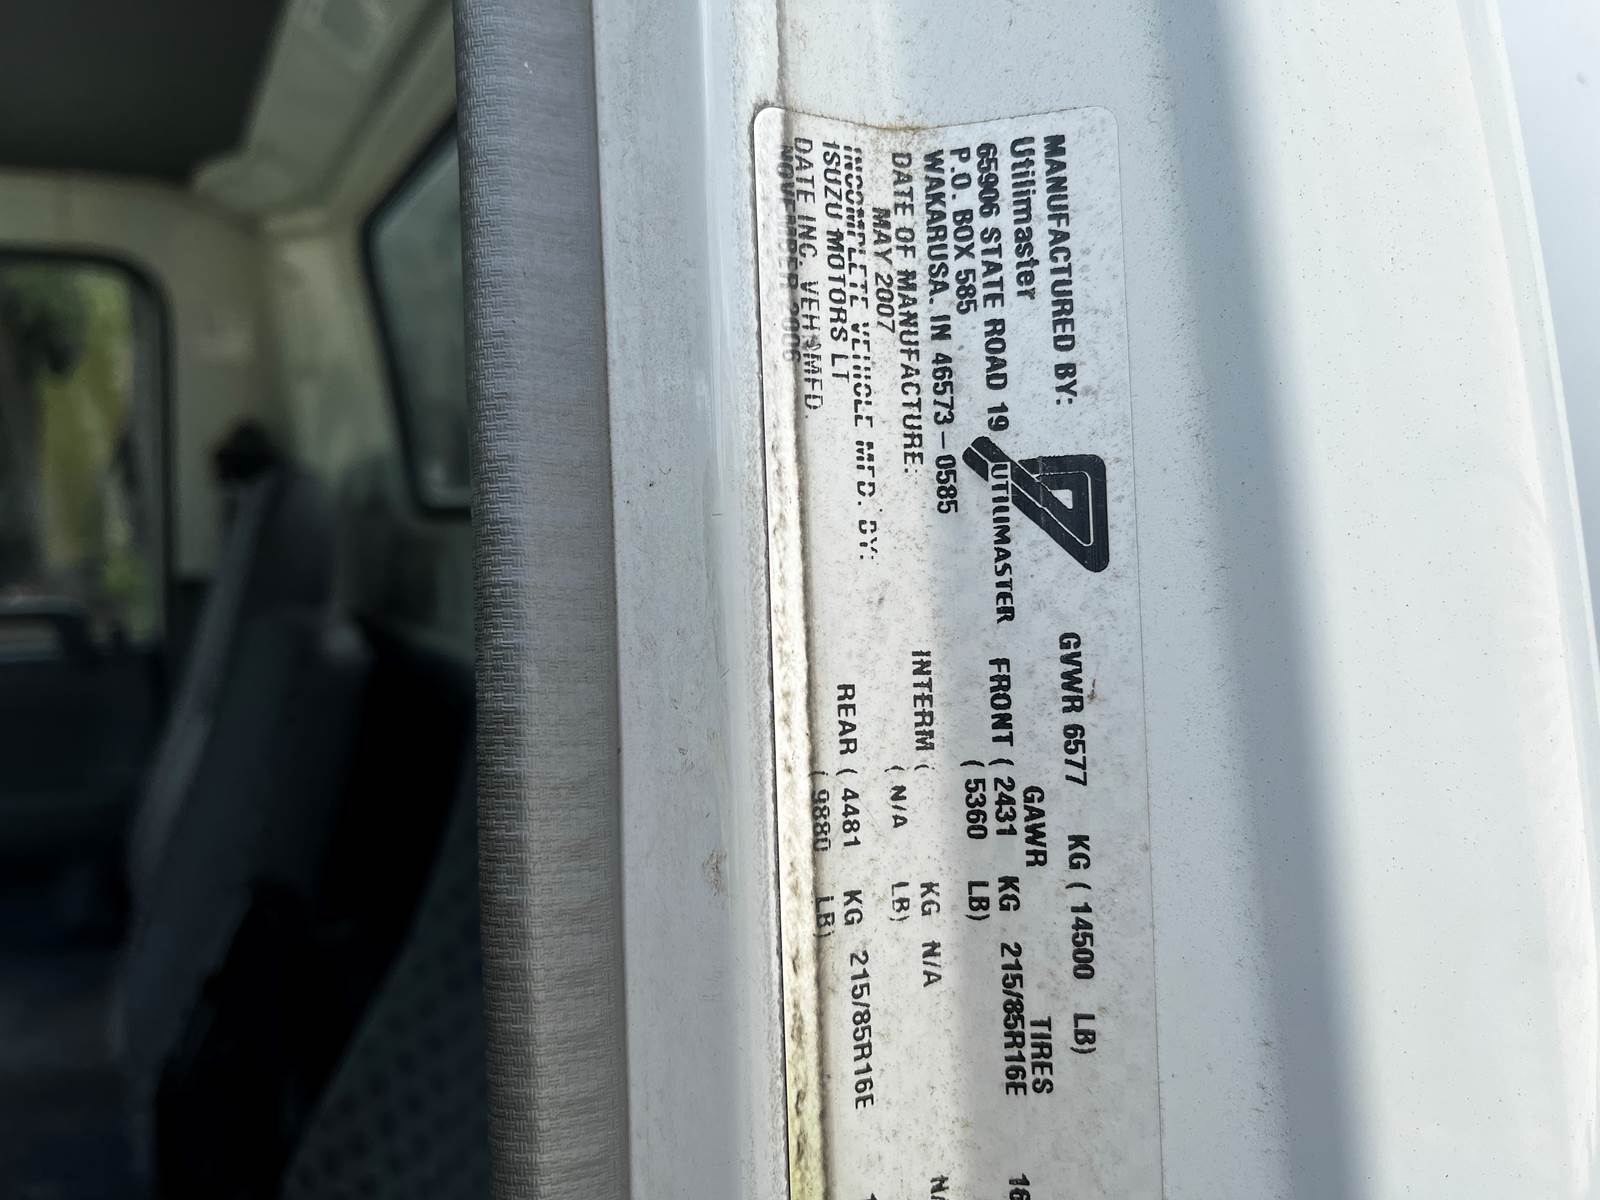 MANUFACTURED BY:
Utilimaster
65906 STATE ROAD 19
P.O. BOX 585
WAKARUSA. IN 46573-0585
DATE OF MANUFACTURE:
MAY 2007
INCOMPLETE VEHICLE MFD. BY:
ISUZU MOTORS LT
DATE INC. VEH. MFD.
NOVEMBER 2006
UTILIMASTER
GVWR 6577 KG ( 14500 LB)
GAWR TIRES
FRONT ( 2431 KG 215/85R16E 16
( 5360 LB)
INTERM ( KG N/A N/
( N/A LB)
REAR ( 4481 KG 215/85R16E
( 9880 LB)